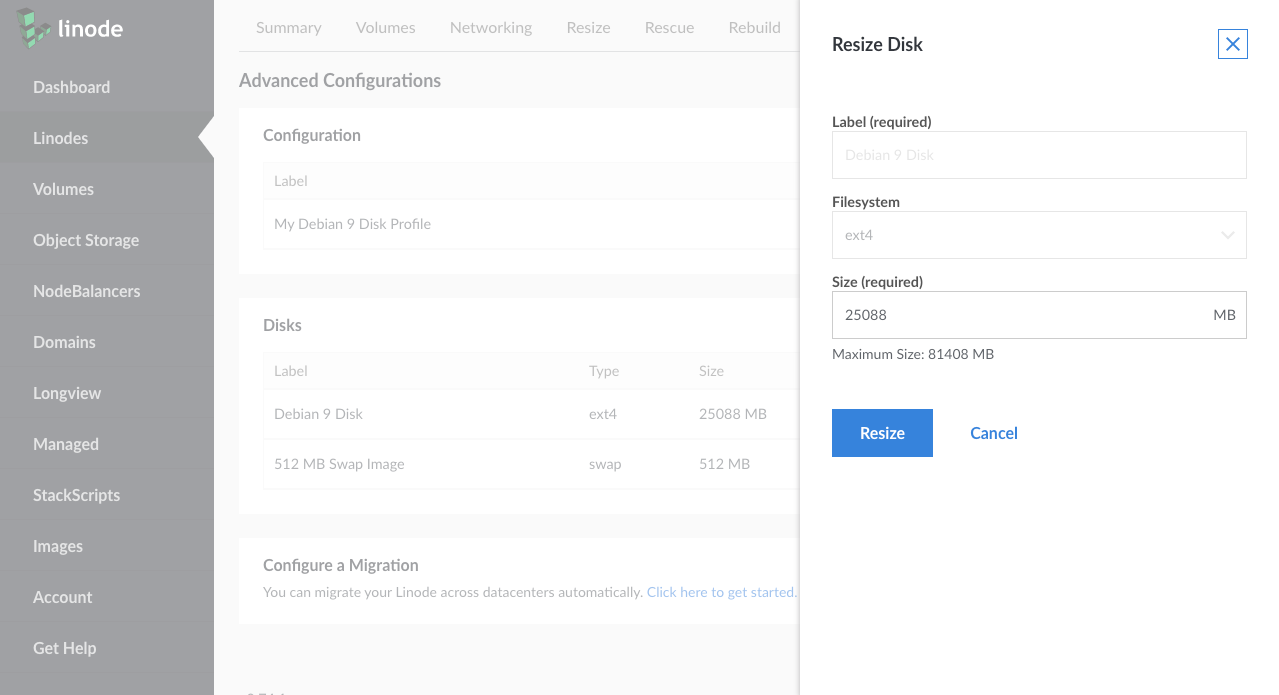 linode
Dashboard
Linodes
Volumes
Object Storage
NodeBalancers
Domains
Longview
Managed
StackScripts
Images
Account
Get Help
Summary Volumes Networking Resize Rescue Rebuild
Advanced Configurations
Configuration
Label
My Debian 9 Disk Profile
Disks
Label Type Size
Debian 9 Disk ext4 25088 MB
512 MB Swap Image swap 512 MB
Configure a Migration
You can migrate your Linode across datacenters automatically. Click here to get started.
Resize Disk
Label (required)
Debian 9 Disk
Filesystem
ext4
Size (required)
25088 MB
Maximum Size: 81408 MB
Resize Cancel